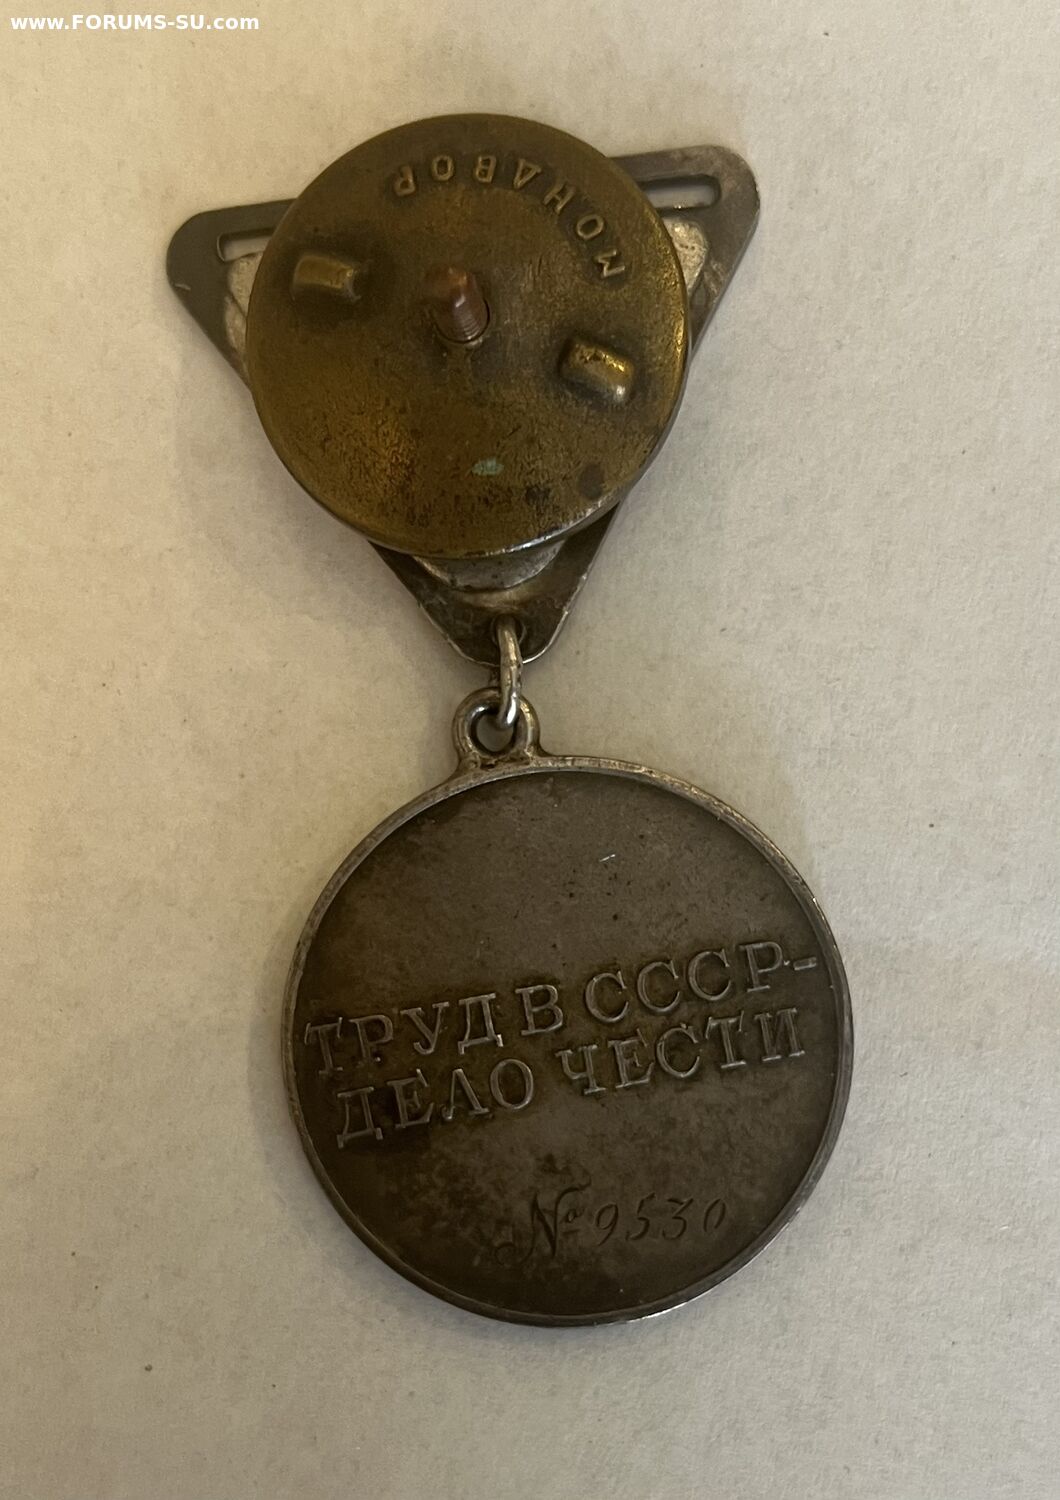 www.FORUMS-SU.com
МОНДВОР
ТРУД В СССР-
ДЕЛО ЧЕСТИ
№ 9530